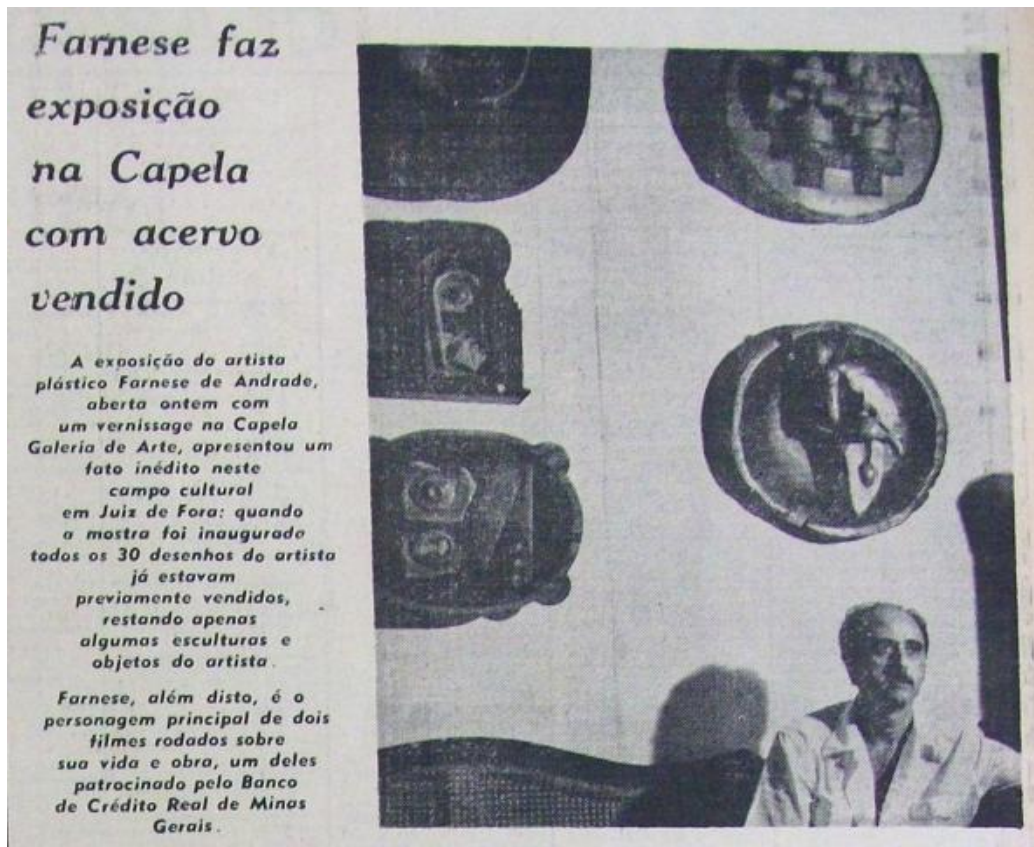 Farnese faz
exposição
na Capela
com acervo
vendido
A exposição do artista
plástico Farnese de Andrade,
aberta ontem com
um vernissage na Capela
Galeria de Arte, apresentou um
fato inédito neste
campo cultural
em Juiz de Fora: quando
a mostra foi inaugurada
todos os 30 desenhos do artista
já estavam
previamente vendidos,
restando apenas
algumas esculturas e
objetos do artista.
Farnese, além disto, é o
personagem principal de dois
filmes rodados sobre
sua vida e obra, um deles
patrocinado pelo Banco
de Crédito Real de Minas
Gerais.